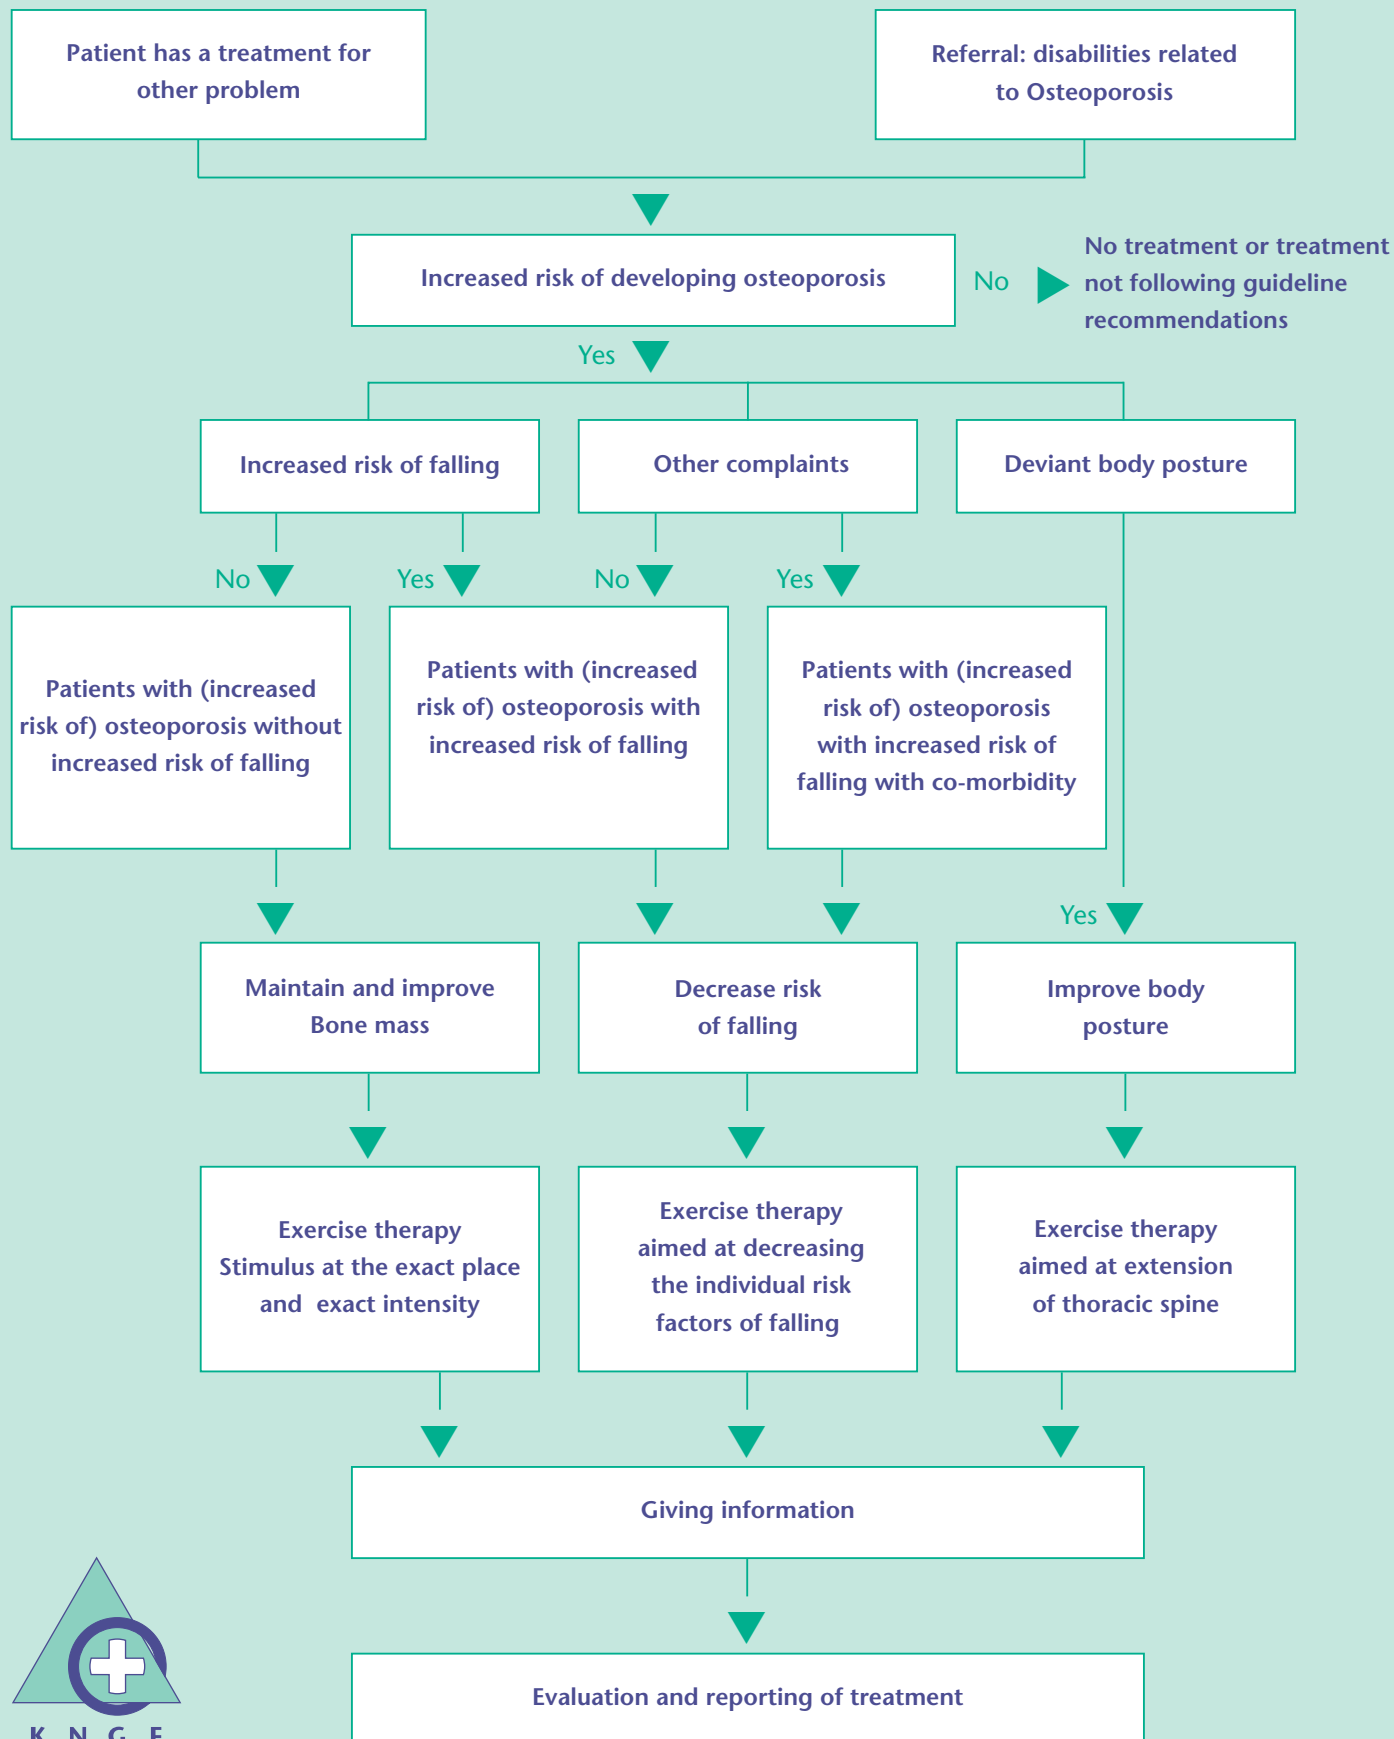 Patient has a treatment for
other problem
Referral: disabilities related
to Osteoporosis
Increased risk of developing osteoporosis
No
No treatment or treatment
not following guideline
recommendations
Yes
Increased risk of falling
Other complaints
Deviant body posture
No
Yes
No
Yes
Patients with (increased
risk of) osteoporosis without
increased risk of falling
Patients with (increased
risk of) osteoporosis with
increased risk of falling
Patients with (increased
risk of) osteoporosis
with increased risk of
falling with co-morbidity
Yes
Maintain and improve
Bone mass
Decrease risk
of falling
Improve body
posture
Exercise therapy
Stimulus at the exact place
and exact intensity
Exercise therapy
aimed at decreasing
the individual risk
factors of falling
Exercise therapy
aimed at extension
of thoracic spine
Giving information
Evaluation and reporting of treatment
K N G F